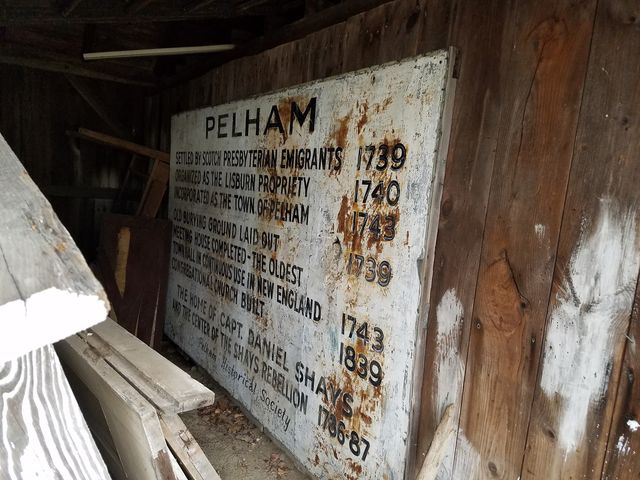 PELHAM
SETTLED BY SCOTCH PRESBYTERIAN EMIGRANTS 1739
ORGANIZED AS THE LISBURN PROPRIETY 1740
INCORPORATED AS THE TOWN OF PELHAM 1743
OLD BURYING GROUND LAID OUT 1739
MEETING HOUSE COMPLETED - THE OLDEST
TOWN HALL IN CONTINUOUS USE IN NEW ENGLAND 1743
CONGREGATIONAL CHURCH BUILT 1839
THE HOME OF CAPT. DANIEL SHAYS
AND THE CENTER OF THE SHAYS REBELLION 1786-87
Pelham Historical Society